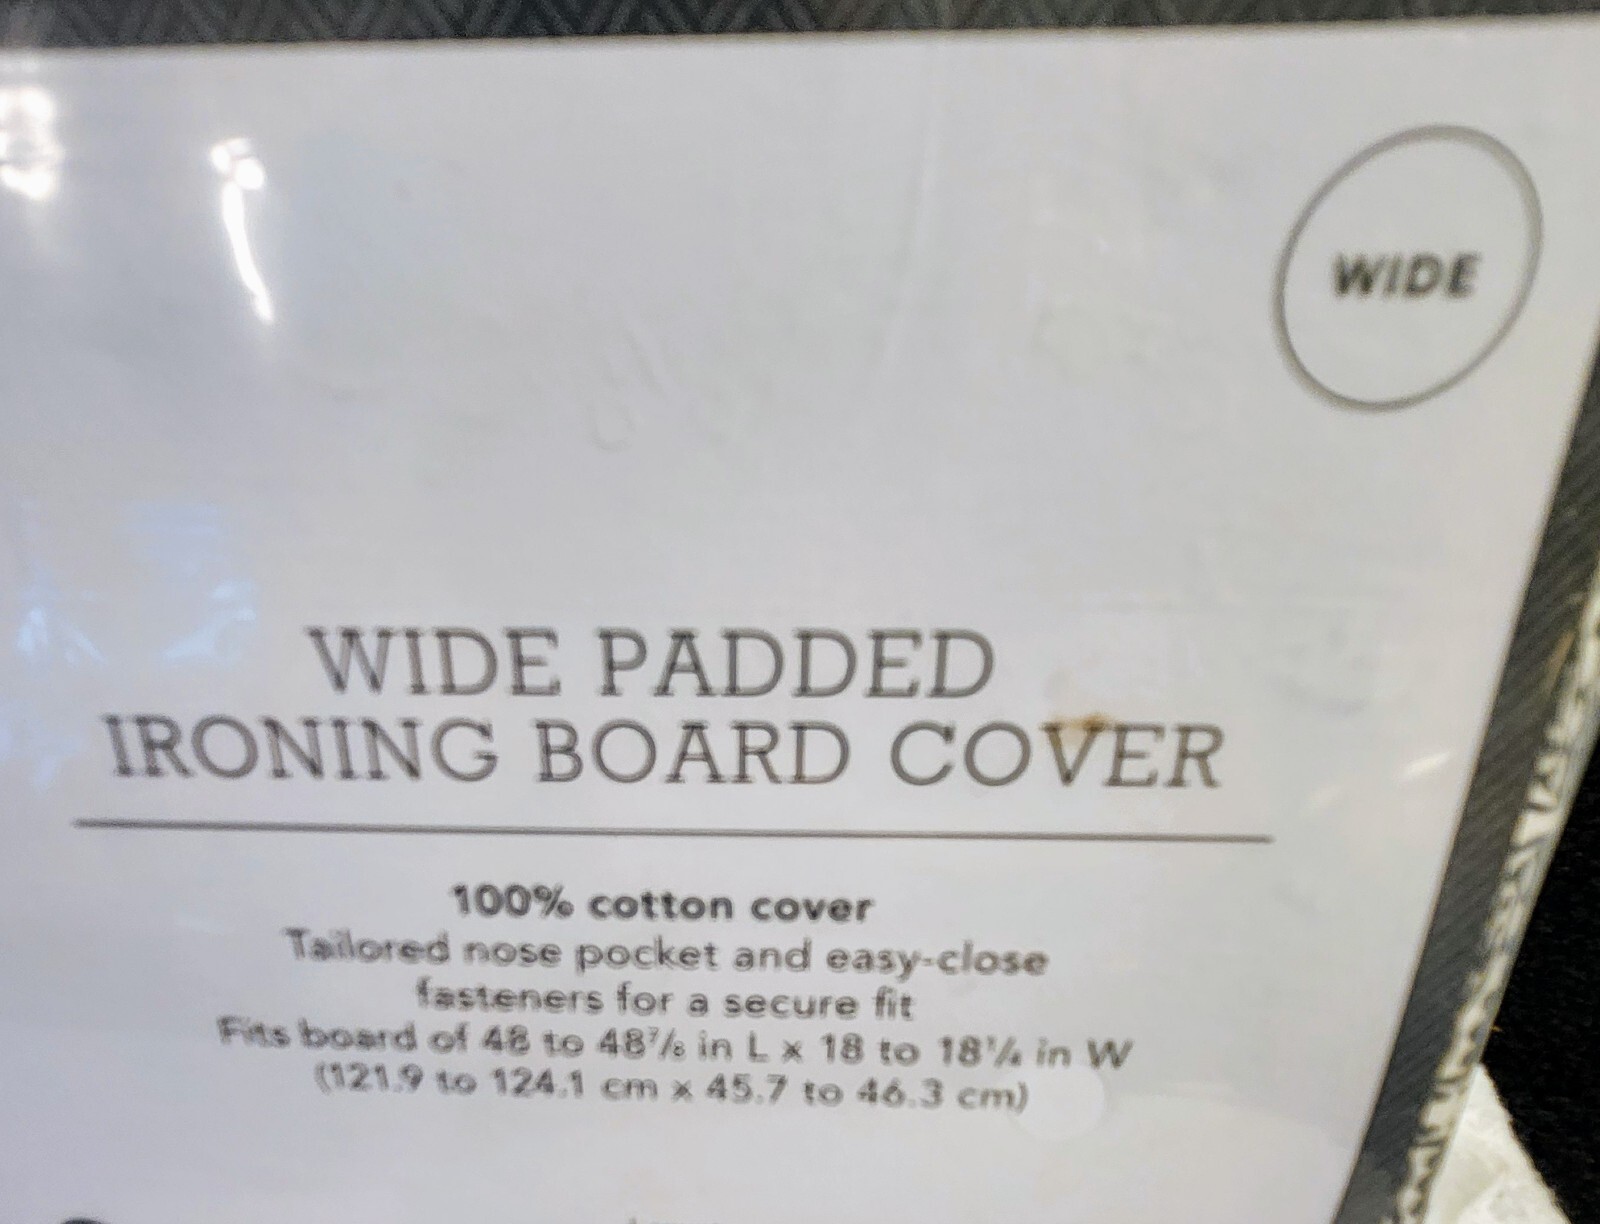 WIDE
WIDE PADDED
IRONING BOARD COVER
100% cotton cover
Tailored nose pocket and easy-close
fasteners for a secure fit
Fits board of 48 to 48⅞ in L x 18 to 18¼ in W
(121.9 to 124.1 cm x 45.7 to 46.3 cm)